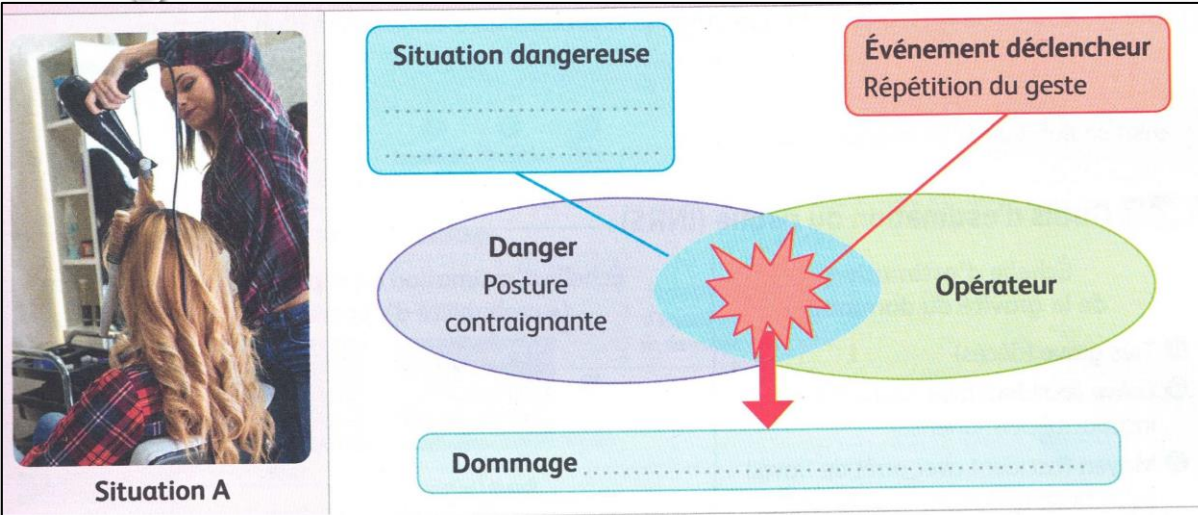 Situation dangereuse
................................
................................
Événement déclencheur
Répétition du geste
Danger
Posture
contraignante
Opérateur
Dommage ................................................
Situation A